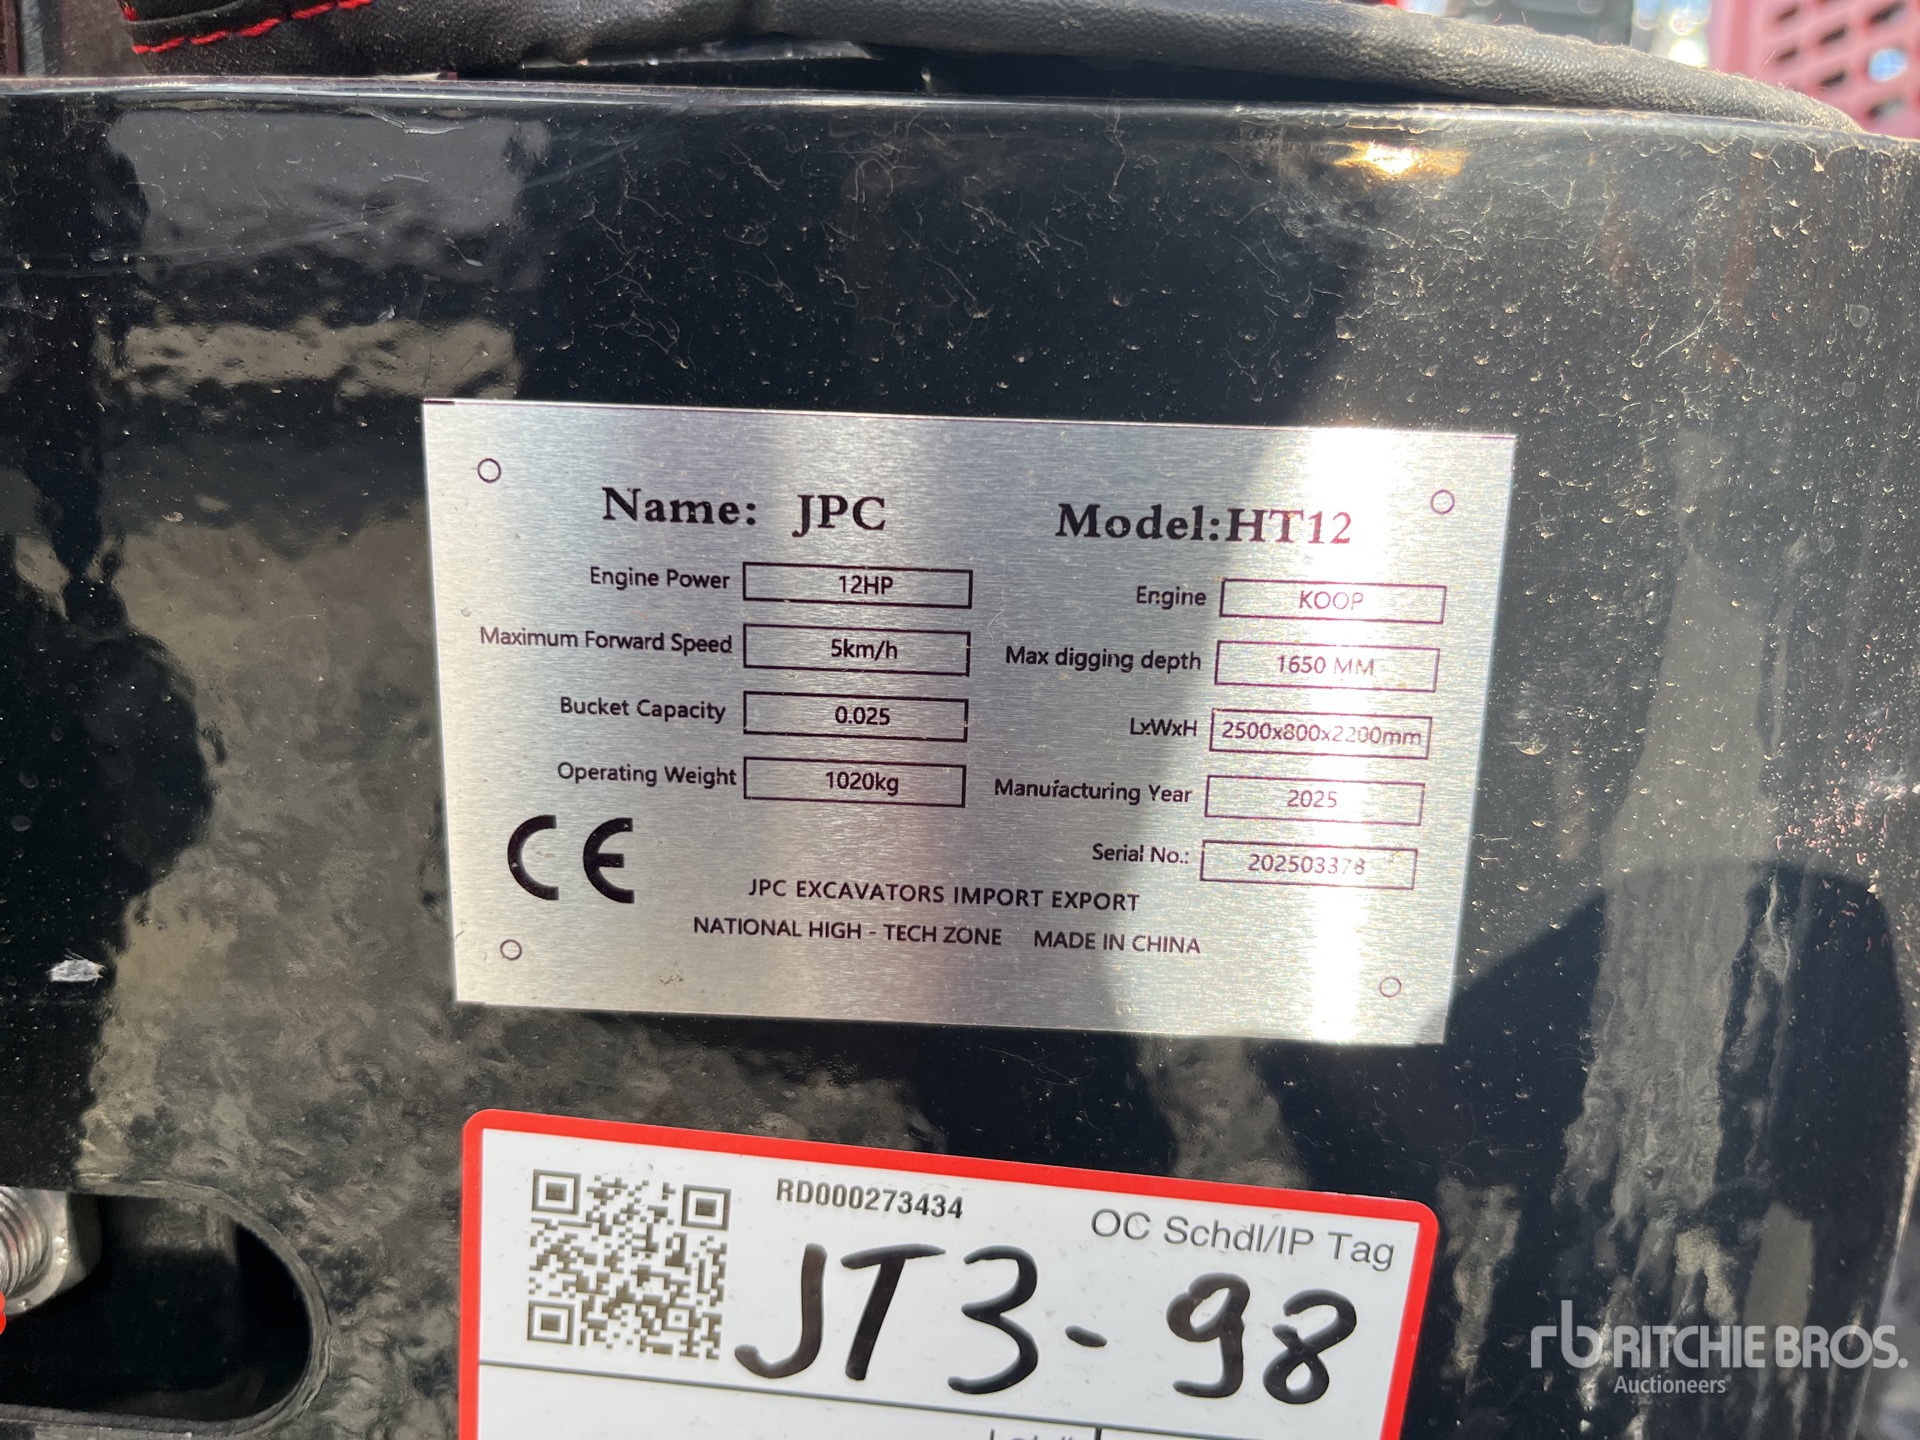 Name: JPC
Model:HT12
Engine Power 12HP
Engine KOOP
Maximum Forward Speed 5km/h
Max digging depth 1650 MM
Bucket Capacity 0.025
LxWxH 2500x800x2200mm
Operating Weight 1020kg
Manufacturing Year 2025
Serial No.: 202503378
CE
JPC EXCAVATORS IMPORT EXPORT
NATIONAL HIGH - TECH ZONE MADE IN CHINA
RD000273434
OC Schdl/IP Tag
JT3-98
rb RITCHIE BROS.
Auctioneers